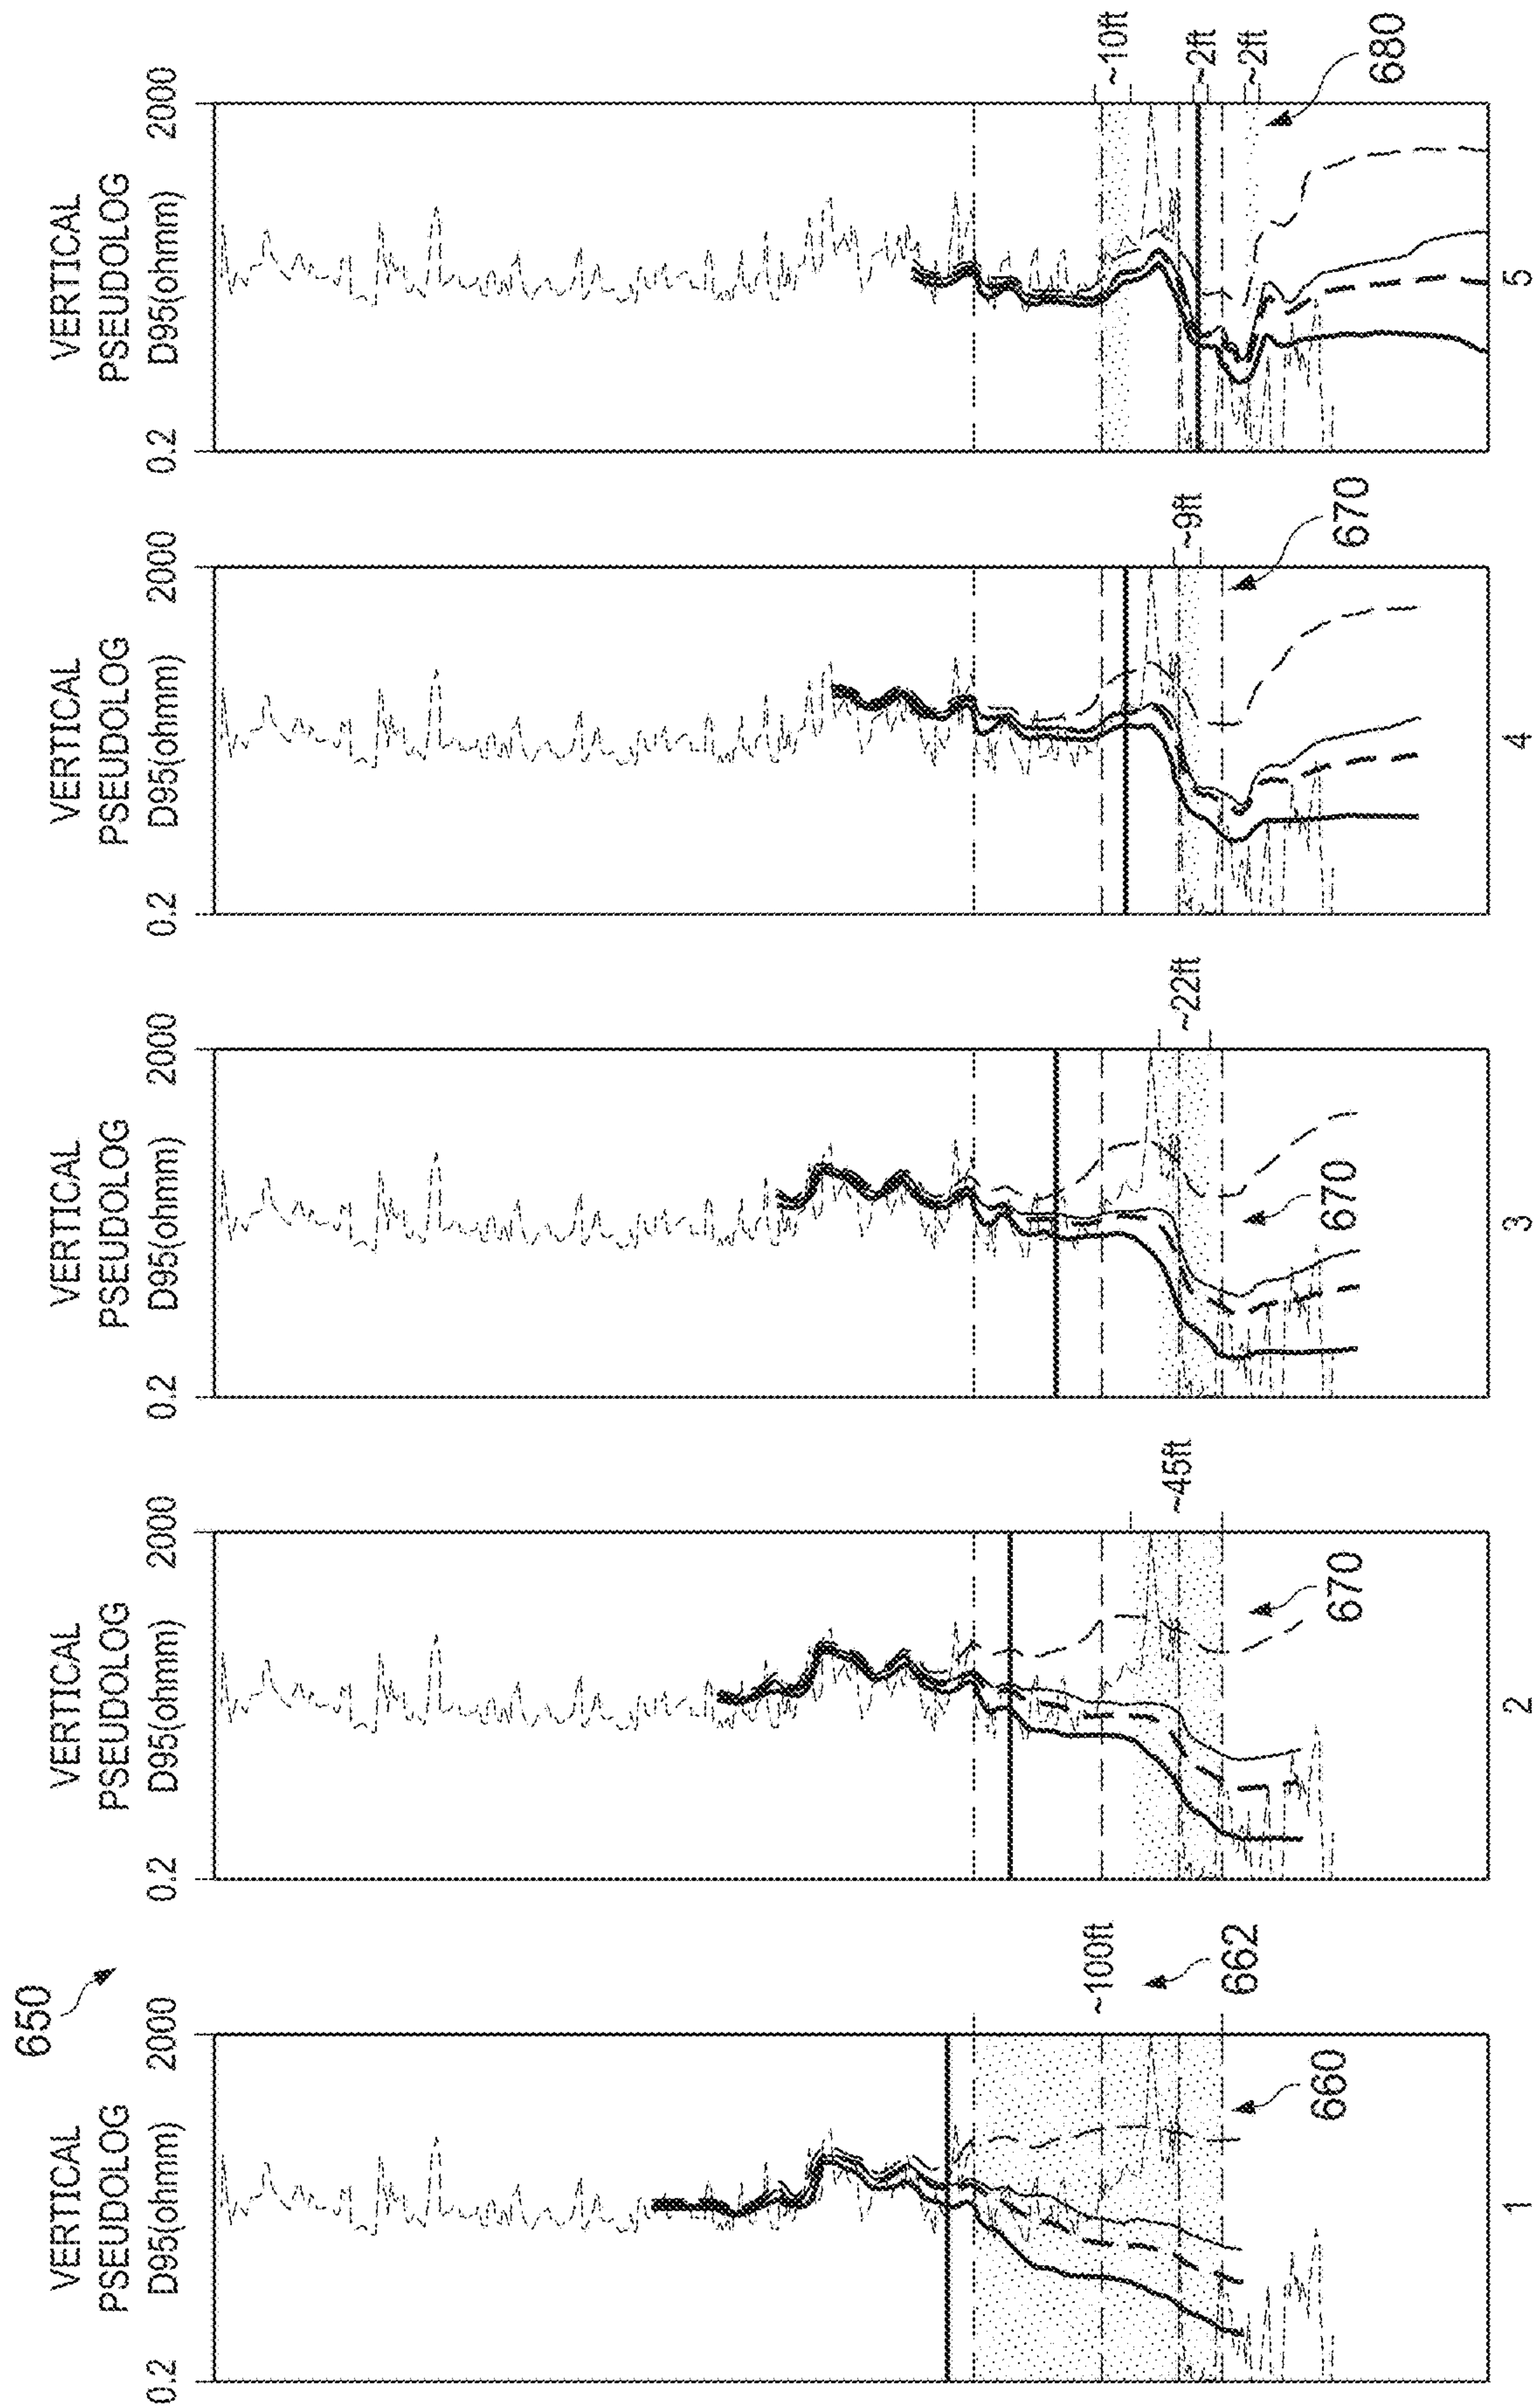 650
VERTICAL
PSEUDOLOG
D95(ohmm)
0.2 2000
~100ft
662
660
1
VERTICAL
PSEUDOLOG
D95(ohmm)
0.2 2000
~45ft
670
2
VERTICAL
PSEUDOLOG
D95(ohmm)
0.2 2000
~22ft
670
3
VERTICAL
PSEUDOLOG
D95(ohmm)
0.2 2000
~9ft
670
4
VERTICAL
PSEUDOLOG
D95(ohmm)
0.2 2000
~10ft
~2ft
~2ft
680
5